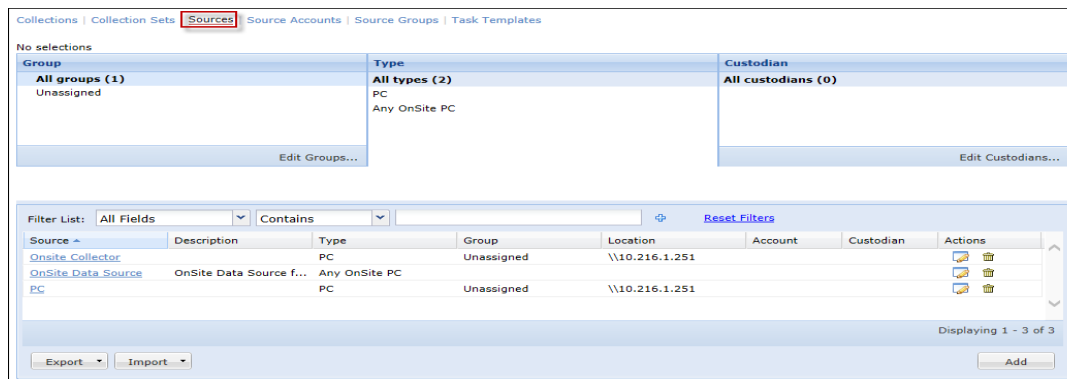 Collections | Collection Sets | Sources | Source Accounts | Source Groups | Task Templates
No selections
Group Type Custodian
All groups (1) All types (2) All custodians (0)
Unassigned PC
Any OnSite PC
Edit Groups... Edit Custodians...
Filter List: All Fields Contains Reset Filters
Source Description Type Group Location Account Custodian Actions
Onsite Collector PC Unassigned \\10.216.1.251
OnSite Data Source OnSite Data Source f... Any OnSite PC
PC PC Unassigned \\10.216.1.251
Displaying 1 - 3 of 3
Export Import Add